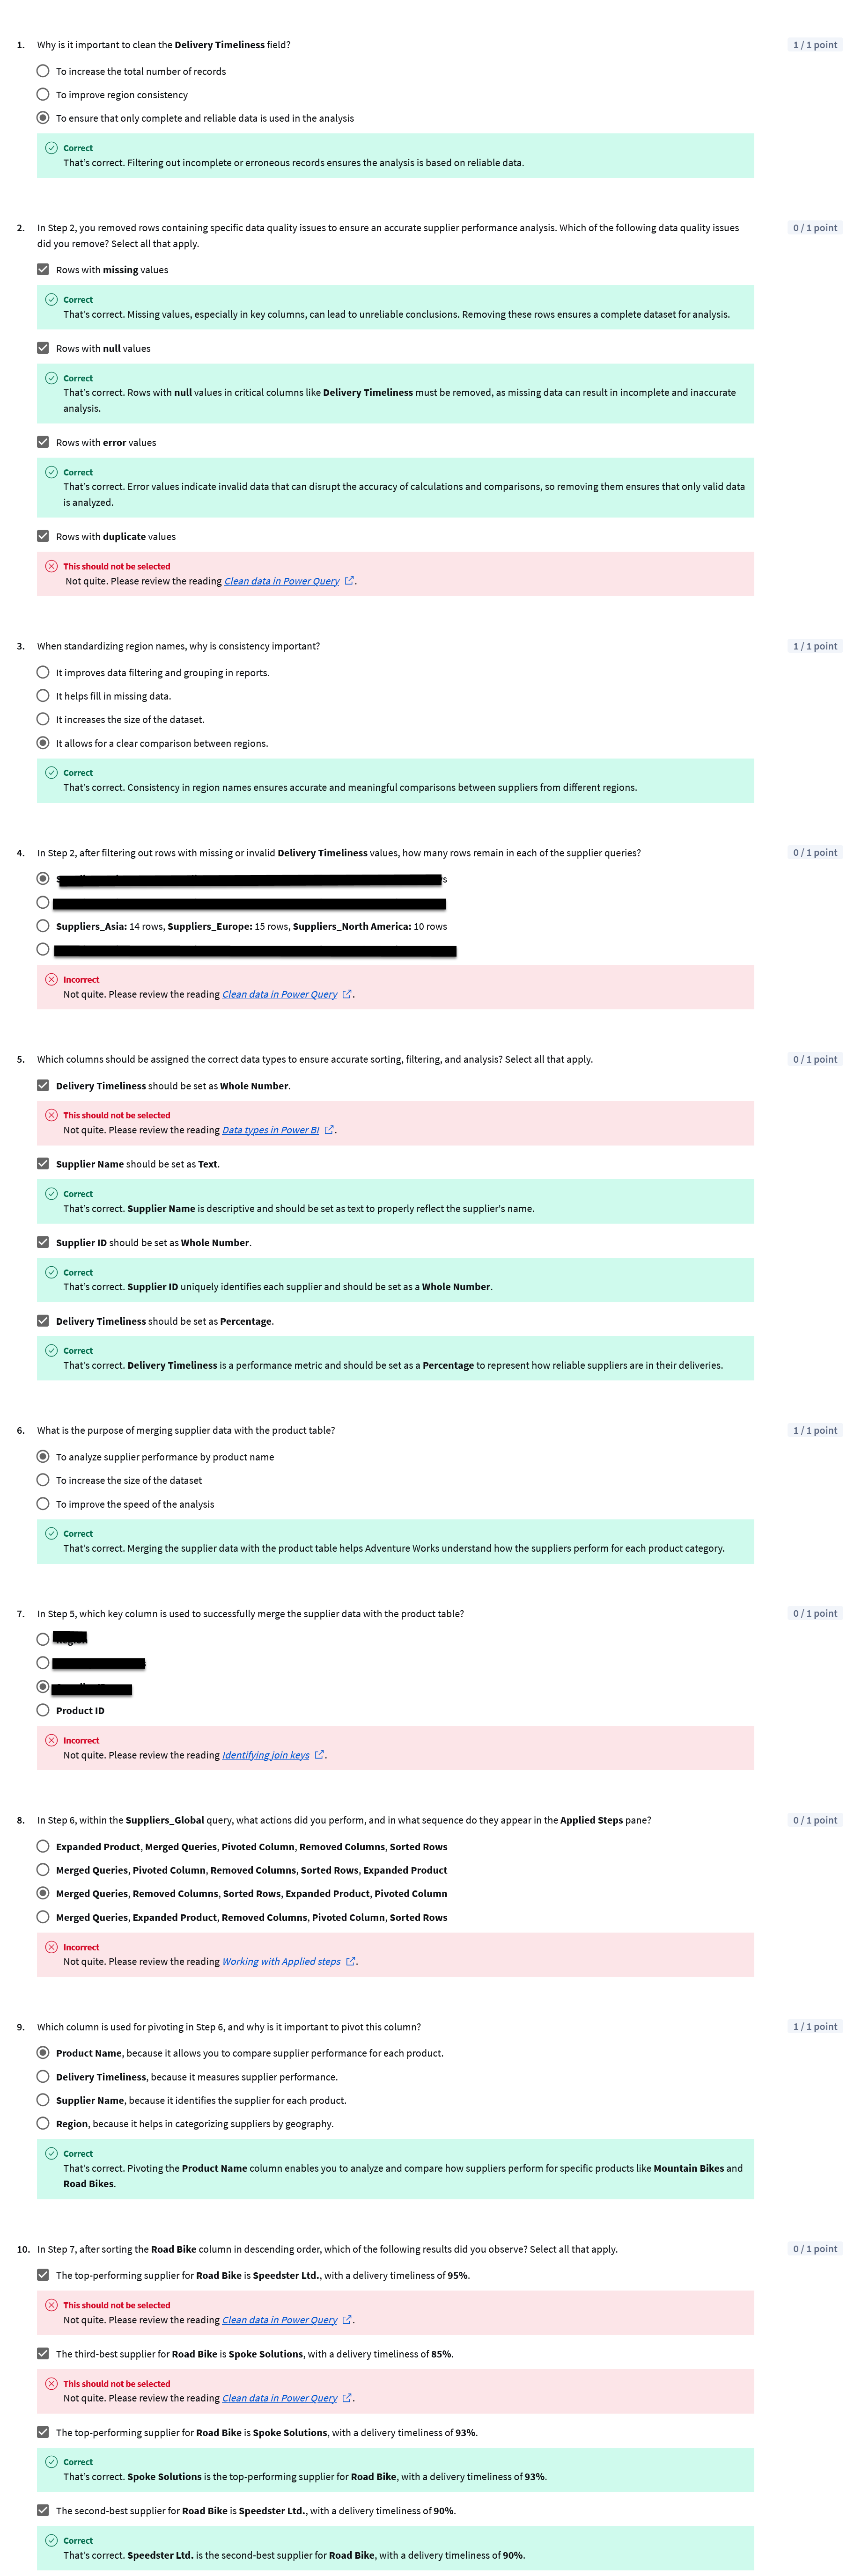 1. Why is it important to clean the Delivery Timeliness field?
1 / 1 point
To increase the total number of records
To improve region consistency
To ensure that only complete and reliable data is used in the analysis
Correct
That's correct. Filtering out incomplete or erroneous records ensures the analysis is based on reliable data.
2. In Step 2, you removed rows containing specific data quality issues to ensure an accurate supplier performance analysis. Which of the following data quality issues
did you remove? Select all that apply.
0 / 1 point
Rows with missing values
Correct
That's correct. Missing values, especially in key columns, can lead to unreliable conclusions. Removing these rows ensures a complete dataset for analysis.
Rows with null values
Correct
That's correct. Rows with null values in critical columns like Delivery Timeliness must be removed, as missing data can result in incomplete and inaccurate
analysis.
Rows with error values
Correct
That's correct. Error values indicate invalid data that can disrupt the accuracy of calculations and comparisons, so removing them ensures that only valid data
is analyzed.
Rows with duplicate values
This should not be selected
Not quite. Please review the reading Clean data in Power Query.
3. When standardizing region names, why is consistency important?
1 / 1 point
It improves data filtering and grouping in reports.
It helps fill in missing data.
It increases the size of the dataset.
It allows for a clear comparison between regions.
Correct
That's correct. Consistency in region names ensures accurate and meaningful comparisons between suppliers from different regions.
4. In Step 2, after filtering out rows with missing or invalid Delivery Timeliness values, how many rows remain in each of the supplier queries?
0 / 1 point
Suppliers_Asia: 14 rows, Suppliers_Europe: 15 rows, Suppliers_North America: 10 rows
Incorrect
Not quite. Please review the reading Clean data in Power Query.
5. Which columns should be assigned the correct data types to ensure accurate sorting, filtering, and analysis? Select all that apply.
0 / 1 point
Delivery Timeliness should be set as Whole Number.
This should not be selected
Not quite. Please review the reading Data types in Power BI.
Supplier Name should be set as Text.
Correct
That's correct. Supplier Name is descriptive and should be set as text to properly reflect the supplier's name.
Supplier ID should be set as Whole Number.
Correct
That's correct. Supplier ID uniquely identifies each supplier and should be set as a Whole Number.
Delivery Timeliness should be set as Percentage.
Correct
That's correct. Delivery Timeliness is a performance metric and should be set as a Percentage to represent how reliable suppliers are in their deliveries.
6. What is the purpose of merging supplier data with the product table?
1 / 1 point
To analyze supplier performance by product name
To increase the size of the dataset
To improve the speed of the analysis
Correct
That's correct. Merging the supplier data with the product table helps Adventure Works understand how the suppliers perform for each product category.
7. In Step 5, which key column is used to successfully merge the supplier data with the product table?
0 / 1 point
Product ID
Incorrect
Not quite. Please review the reading Identifying join keys.
8. In Step 6, within the Suppliers_Global query, what actions did you perform, and in what sequence do they appear in the Applied Steps pane?
0 / 1 point
Expanded Product, Merged Queries, Pivoted Column, Removed Columns, Sorted Rows
Merged Queries, Pivoted Column, Removed Columns, Sorted Rows, Expanded Product
Merged Queries, Removed Columns, Sorted Rows, Expanded Product, Pivoted Column
Merged Queries, Expanded Product, Removed Columns, Pivoted Column, Sorted Rows
Incorrect
Not quite. Please review the reading Working with Applied steps.
9. Which column is used for pivoting in Step 6, and why is it important to pivot this column?
1 / 1 point
Product Name, because it allows you to compare supplier performance for each product.
Delivery Timeliness, because it measures supplier performance.
Supplier Name, because it identifies the supplier for each product.
Region, because it helps in categorizing suppliers by geography.
Correct
That's correct. Pivoting the Product Name column enables you to analyze and compare how suppliers perform for specific products like Mountain Bikes and
Road Bikes.
10. In Step 7, after sorting the Road Bike column in descending order, which of the following results did you observe? Select all that apply.
0 / 1 point
The top-performing supplier for Road Bike is Speedster Ltd., with a delivery timeliness of 95%.
This should not be selected
Not quite. Please review the reading Clean data in Power Query.
The third-best supplier for Road Bike is Spoke Solutions, with a delivery timeliness of 85%.
This should not be selected
Not quite. Please review the reading Clean data in Power Query.
The top-performing supplier for Road Bike is Spoke Solutions, with a delivery timeliness of 93%.
Correct
That's correct. Spoke Solutions is the top-performing supplier for Road Bike, with a delivery timeliness of 93%.
The second-best supplier for Road Bike is Speedster Ltd., with a delivery timeliness of 90%.
Correct
That's correct. Speedster Ltd. is the second-best supplier for Road Bike, with a delivery timeliness of 90%.